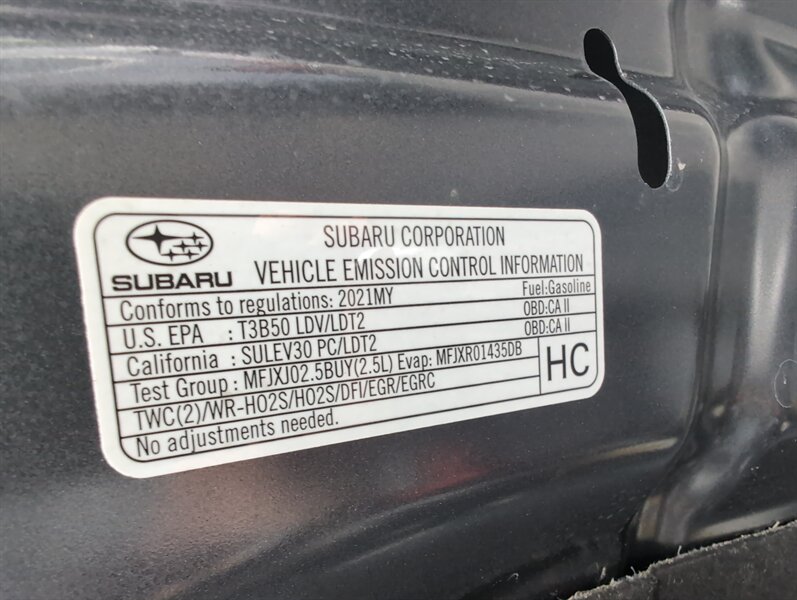 SUBARU
SUBARU CORPORATION
VEHICLE EMISSION CONTROL INFORMATION
Conforms to regulations: 2021MY Fuel:Gasoline
U.S. EPA : T3B50 LDV/LDT2 OBD:CA II
California : SULEV30 PC/LDT2 OBD:CA II
Test Group : MFJXJ02.5BUY(2.5L) Evap: MFJXR01435DB
TWC(2)/WR-HO2S/HO2S/DFI/EGR/EGRC
No adjustments needed.
HC